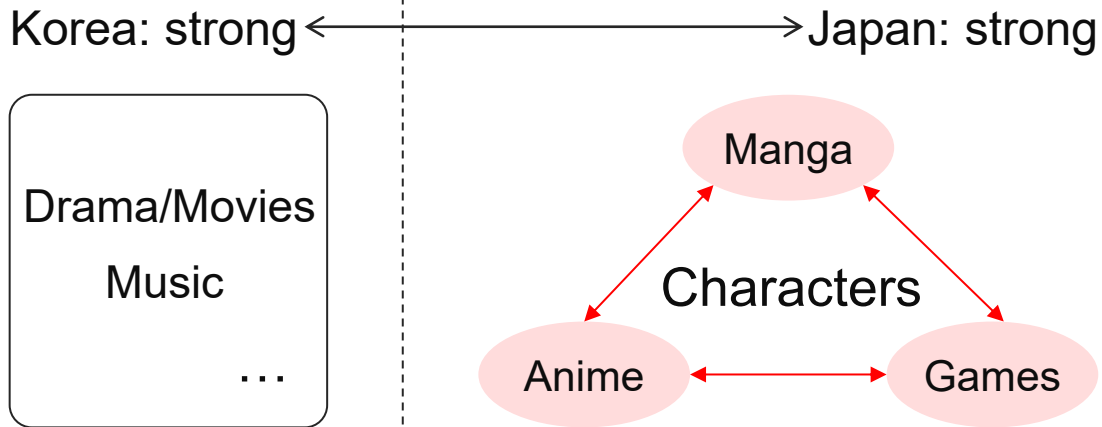 Korea: strong
Japan: strong
Drama/Movies
Music
…
Manga
Characters
Anime
Games